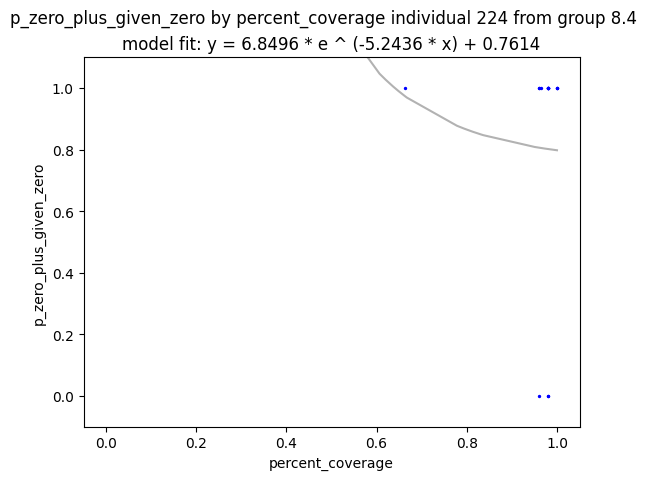 p_zero_plus_given_zero by percent_coverage individual 224 from group 8.4
model fit: y = 6.8496 * e ^ (-5.2436 * x) + 0.7614
p_zero_plus_given_zero
1.0
0.8
0.6
0.4
0.2
0.0
0.0 0.2 0.4 0.6 0.8 1.0
percent_coverage